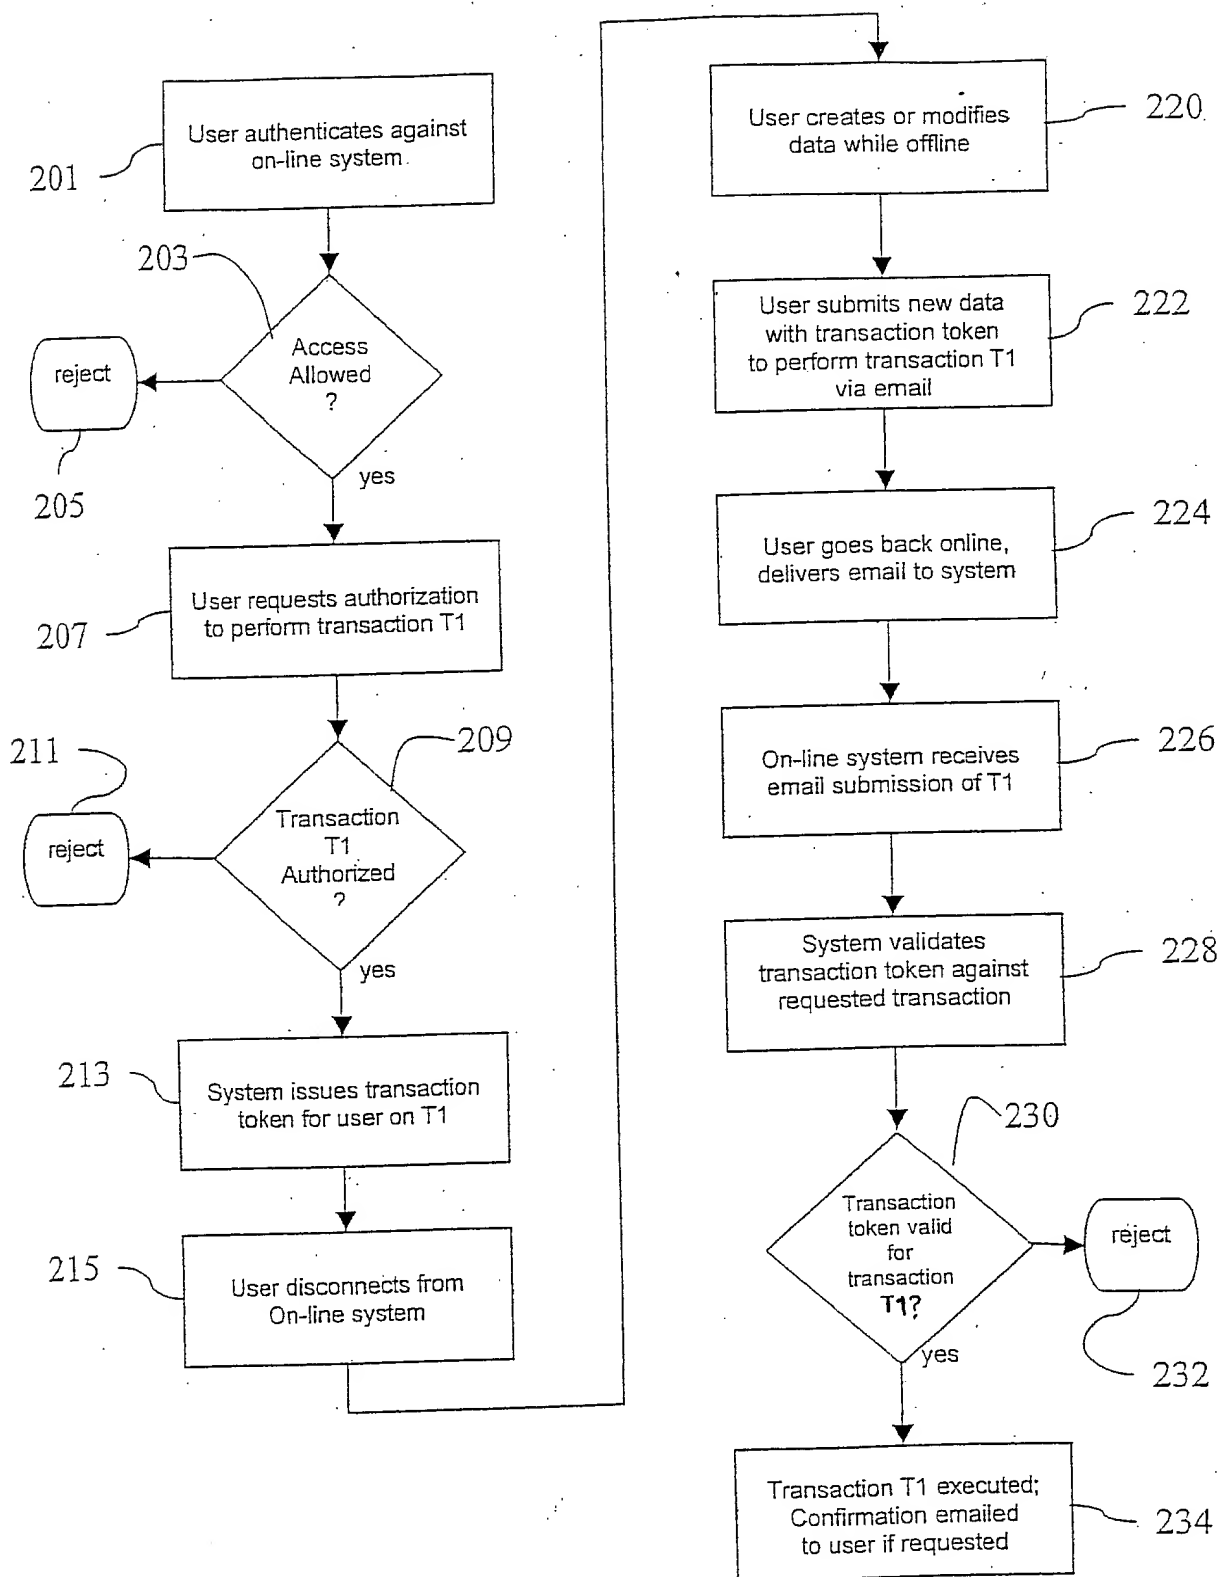 User authenticates against
on-line system.
201
203
Access
Allowed
?
reject
205
yes
User requests authorization
to perform transaction T1
207
209
Transaction
T1
Authorized
?
211
reject
yes
System issues transaction
token for user on T1
213
User disconnects from
On-line system
215
User creates or modifies
data while offline
220
User submits new data
with transaction token
to perform transaction T1
via email
222
User goes back online,
delivers email to system
224
On-line system receives
email submission of T1
226
System validates
transaction token against
requested transaction
228
230
Transaction
token valid
for
transaction
T1?
reject
232
yes
Transaction T1 executed;
Confirmation emailed
to user if requested
234